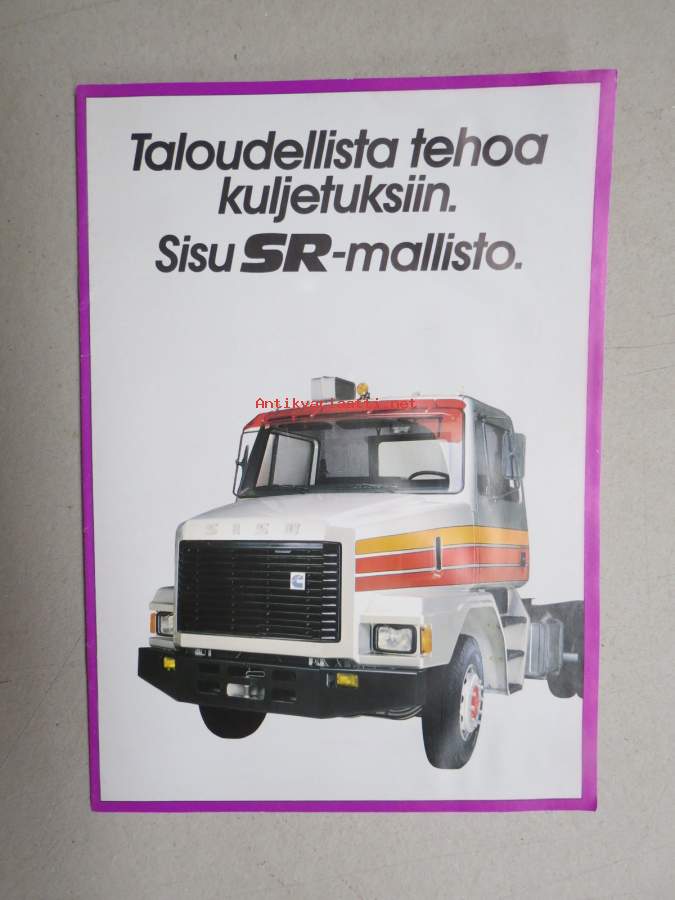 Taloudellista tehoa
kuljetuksiin.
Sisu SR-mallisto.
Antikvariaatti.net
SISU
C